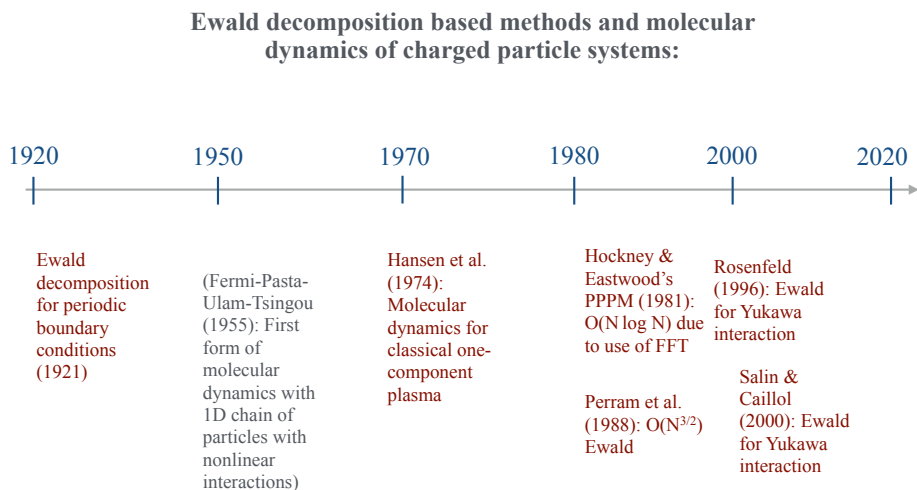 Ewald decomposition based methods and molecular
dynamics of charged particle systems:
1920
1950
1970
1980
2000
2020
Ewald
decomposition
for periodic
boundary
conditions
(1921)
(Fermi-Pasta-
Ulam-Tsingou
(1955): First
form of
molecular
dynamics with
1D chain of
particles with
nonlinear
interactions)
Hansen et al.
(1974):
Molecular
dynamics for
classical one-
component
plasma
Hockney &
Eastwood's
PPPM (1981):
O(N log N) due
to use of FFT
Perram et al.
(1988): O(N³ᐟ²)
Ewald
Rosenfeld
(1996): Ewald
for Yukawa
interaction
Salin &
Caillol
(2000): Ewald
for Yukawa
interaction